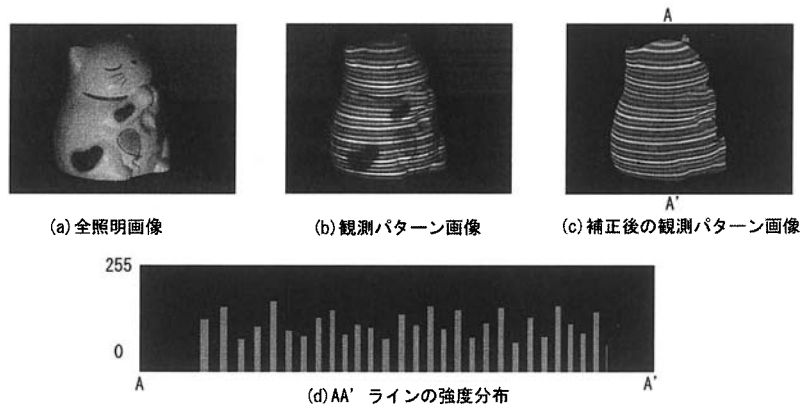 A
A'
(a)全照明画像
(b)観測パターン画像
(c)補正後の観測パターン画像
255
0
A
A'
(d)AA' ラインの強度分布